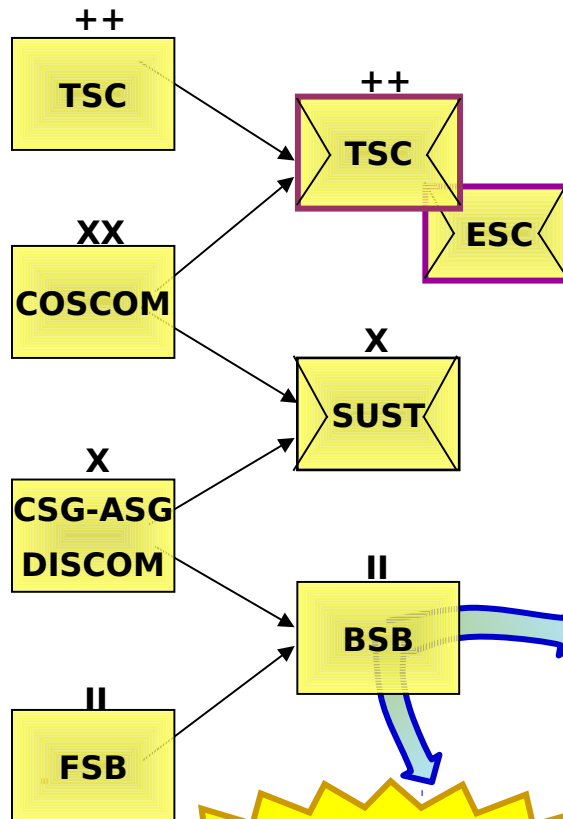 ++
TSC
++
TSC
ESC
XX
COSCOM
X
SUST
X
CSG-ASG
DISCOM
II
BSB
II
FSB